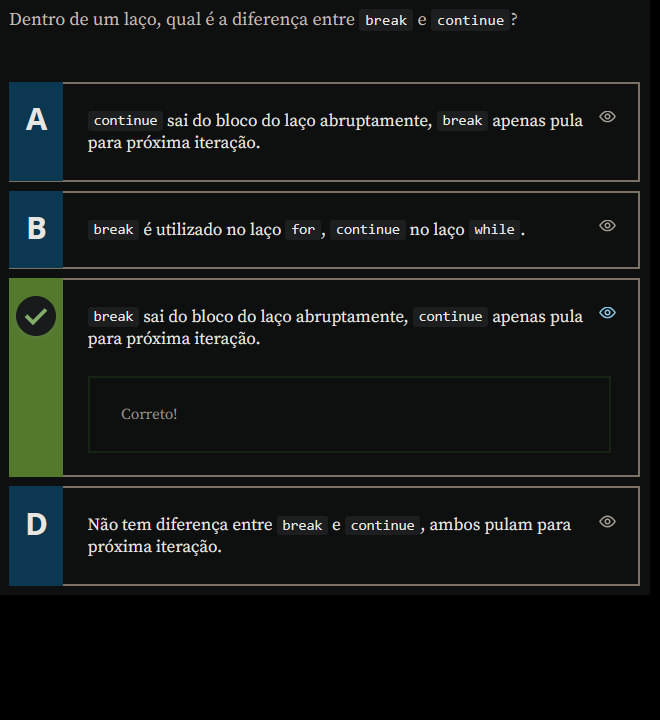 Dentro de um laço, qual é a diferença entre break e continue?
A
continue sai do bloco do laço abruptamente, break apenas pula
para próxima iteração.
B
break é utilizado no laço for, continue no laço while.
break sai do bloco do laço abruptamente, continue apenas pula
para próxima iteração.
Correto!
D
Não tem diferença entre break e continue, ambos pulam para
próxima iteração.